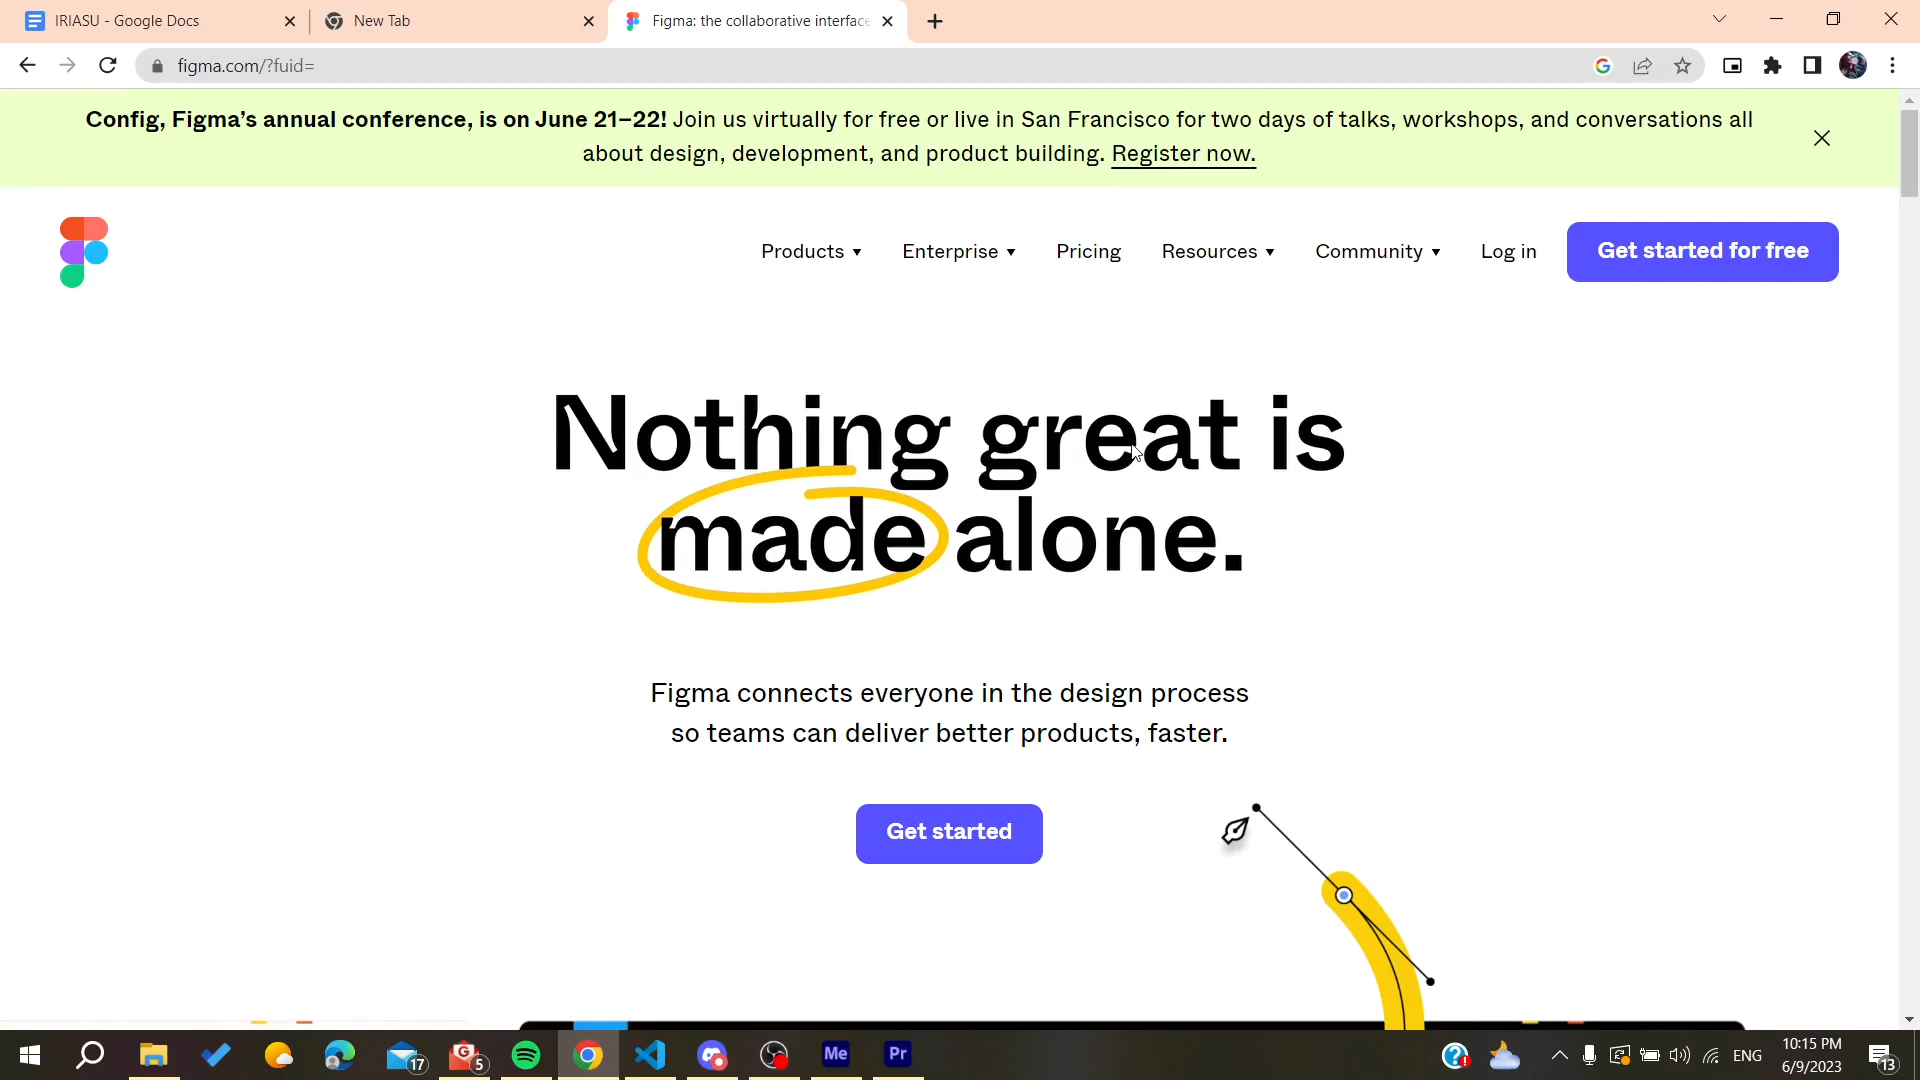 IRIASU - Google Docs
New Tab
Figma: the collaborative interface
figma.com/?fuid=
Config, Figma’s annual conference, is on June 21–22! Join us virtually for free or live in San Francisco for two days of talks, workshops, and conversations all
about design, development, and product building. Register now.
Products
Enterprise
Pricing
Resources
Community
Log in
Get started for free
Nothing great is
made alone.
Figma connects everyone in the design process
so teams can deliver better products, faster.
Get started
17
G
5
Me
Pr
ENG
10:15 PM
6/9/2023
13